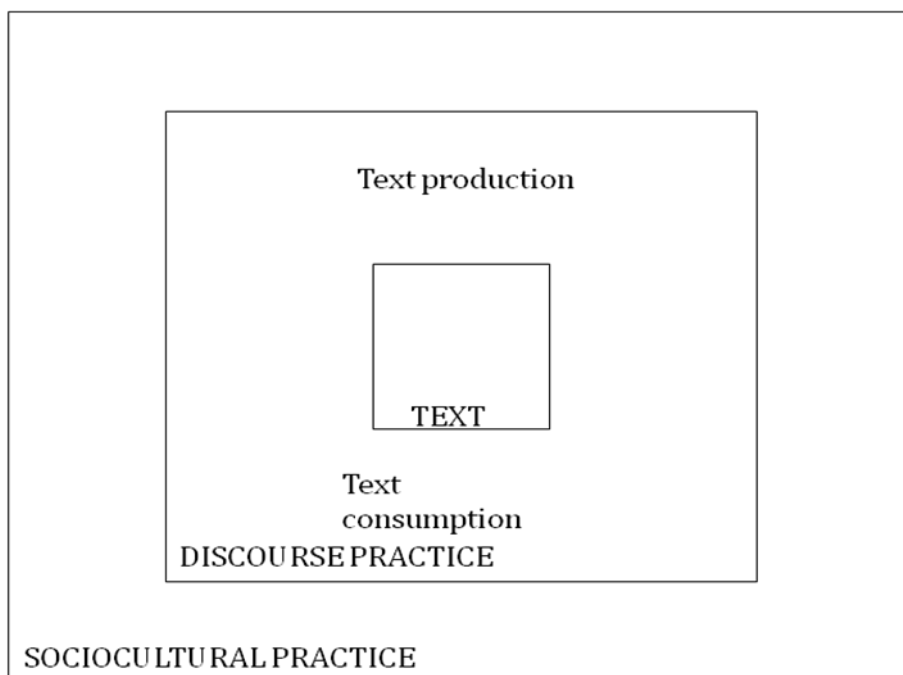 Text production
TEXT
Text
consumption
DISCOURSE PRACTICE
SOCIOCULTURAL PRACTICE